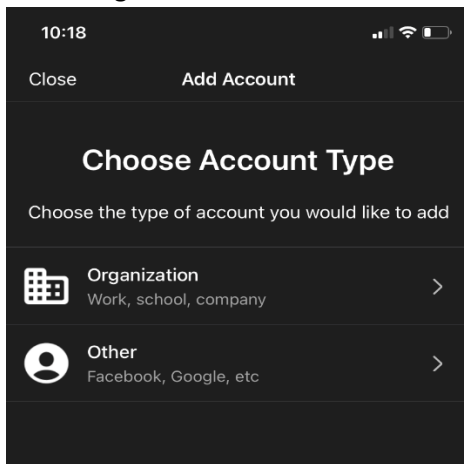 10:18
Close Add Account
Choose Account Type
Choose the type of account you would like to add
Organization
Work, school, company
Other
Facebook, Google, etc